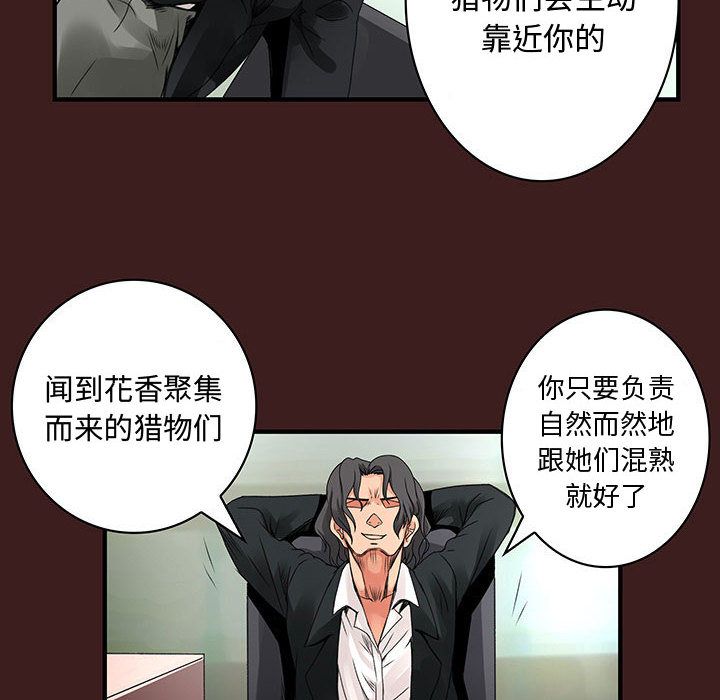 猎物们会主动
靠近你的
闻到花香聚集
而来的猎物们
你只要负责
自然而然地
跟她们混熟
就好了